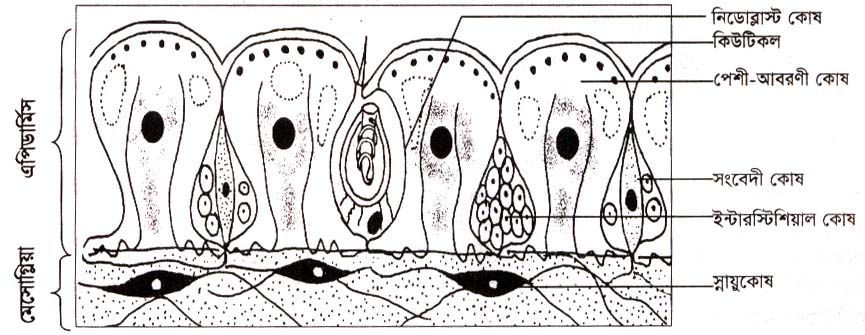 নিডোব্লাস্ট কোষ
কিউটিকল
পেশী-আবরণী কোষ
এপিডার্মিস
সংবেদী কোষ
ইন্টারস্টিশিয়াল কোষ
মেসোগ্লিয়া
স্নায়ুকোষ